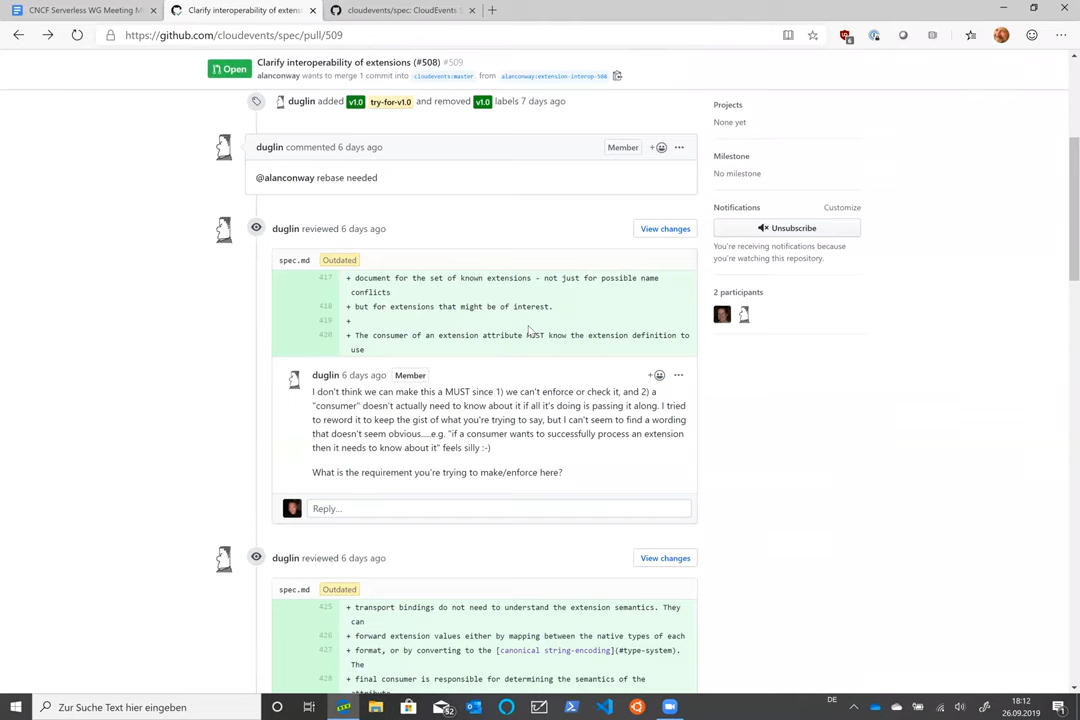 CNCF Serverless WG Meeting M
Clarify interoperability of extensi
cloudevents/spec: CloudEvents S
https://github.com/cloudevents/spec/pull/509
6
Open
Clarify interoperability of extensions (#508) #509
alanconway wants to merge 1 commit into cloudevents:master from alanconway:extension-interop-508
duglin added v1.0 try-for-v1.0 and removed v1.0 labels 7 days ago
duglin commented 6 days ago
Member
@alanconway rebase needed
duglin reviewed 6 days ago
View changes
spec.md Outdated
417 + document for the set of known extensions - not just for possible name
conflicts
418 + but for extensions that might be of interest.
419 +
420 + The consumer of an extension attribute MUST know the extension definition to
use
duglin 6 days ago Member
I don't think we can make this a MUST since 1) we can't enforce or check it, and 2) a
"consumer" doesn't actually need to know about it if all it's doing is passing it along. I tried
to reword it to keep the gist of what you're trying to say, but I can't seem to find a wording
that doesn't seem obvious.....e.g. "if a consumer wants to successfully process an extension
then it needs to know about it" feels silly :-)
What is the requirement you're trying to make/enforce here?
Reply...
duglin reviewed 6 days ago
View changes
spec.md Outdated
425 + transport bindings do not need to understand the extension semantics. They
can
426 + forward extension values either by mapping between the native types of each
427 + format, or by converting to the [canonical string-encoding](#type-system).
The
428 + final consumer is responsible for determining the semantics of the
attribute
Projects
None yet
Milestone
No milestone
Notifications
Customize
Unsubscribe
You're receiving notifications because
you're watching this repository.
2 participants
Zur Suche Text hier eingeben
52
DE
18:12
26.09.2019
1